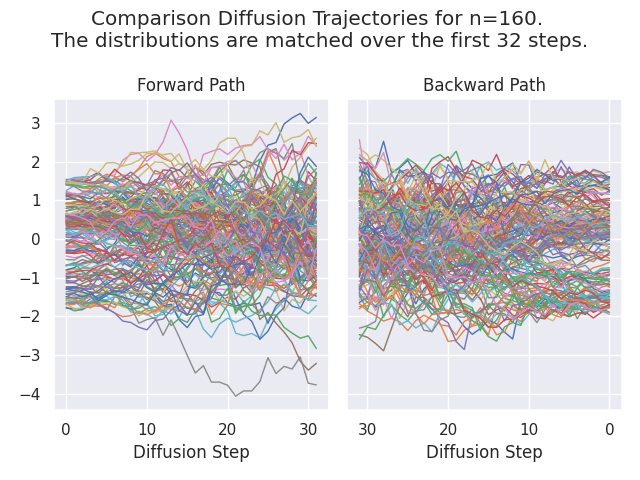 Comparison Diffusion Trajectories for n=160.
The distributions are matched over the first 32 steps.
Forward Path
Backward Path
3
2
1
0
−1
−2
−3
−4
0 10 20 30
30 20 10 0
Diffusion Step
Diffusion Step